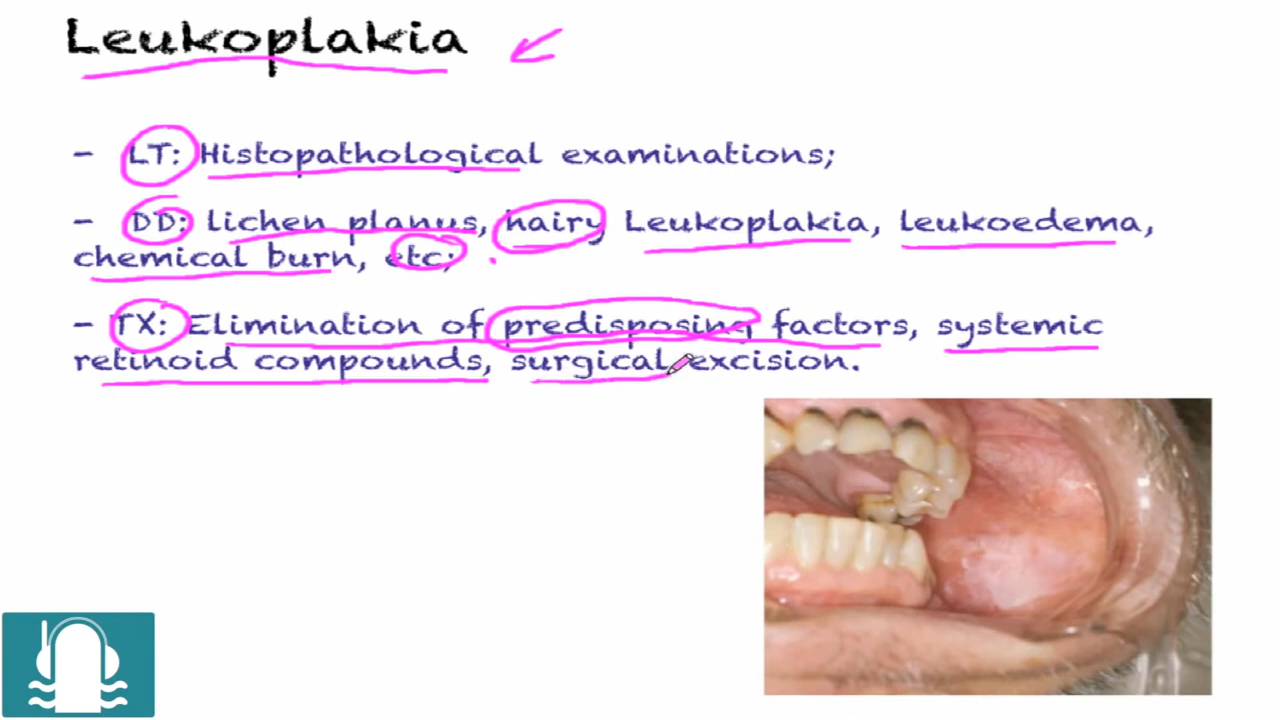 Leukoplakia
- LT: Histopathological examinations;
- DD: lichen planus, hairy Leukoplakia, leukoedema,
chemical burn, etc;
- TX: Elimination of predisposing factors, systemic
retinoid compounds, surgical excision.